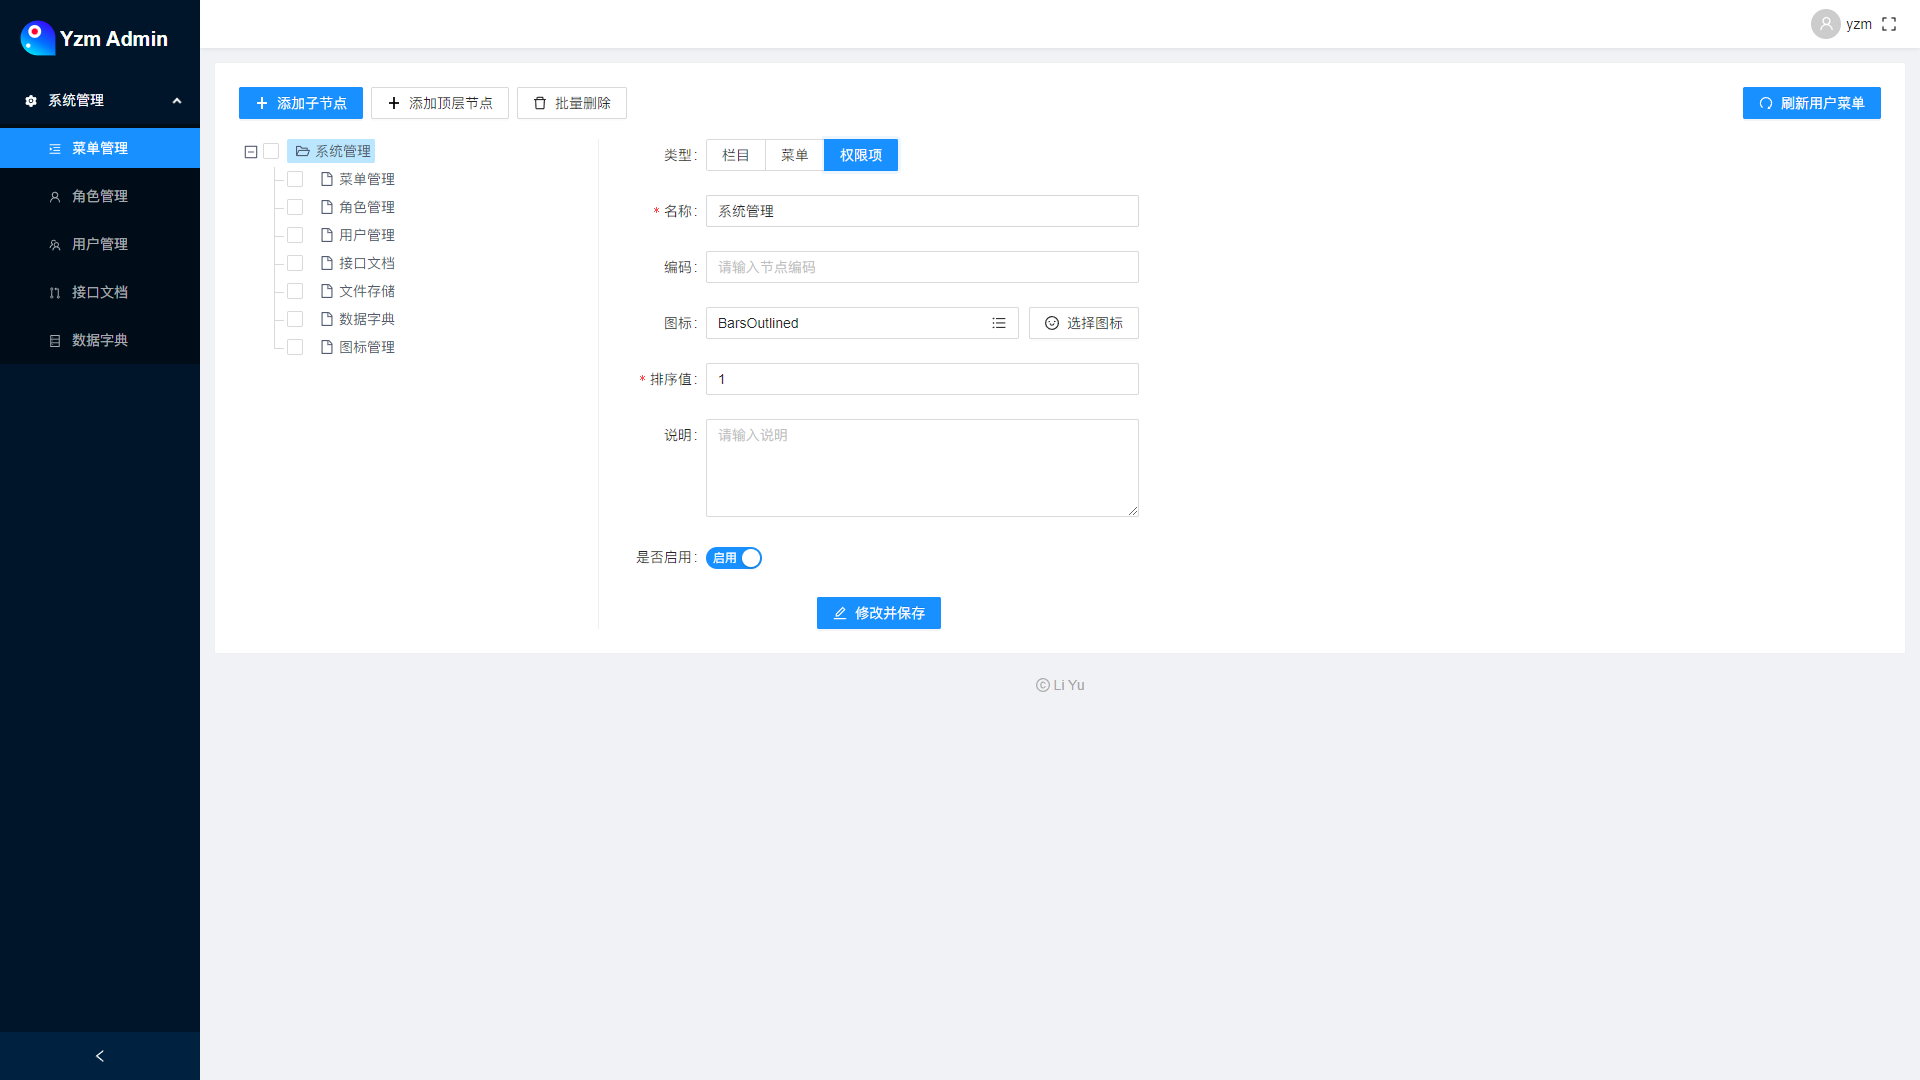 Yzm Admin
yzm
系统管理
菜单管理
角色管理
用户管理
接口文档
数据字典
添加子节点
添加顶层节点
批量删除
刷新用户菜单
系统管理
菜单管理
角色管理
用户管理
接口文档
文件存储
数据字典
图标管理
类型: 栏目 菜单 权限项
* 名称: 系统管理
编码: 请输入节点编码
图标: BarsOutlined 选择图标
* 排序值: 1
说明: 请输入说明
是否启用: 启用
修改并保存
© Li Yu